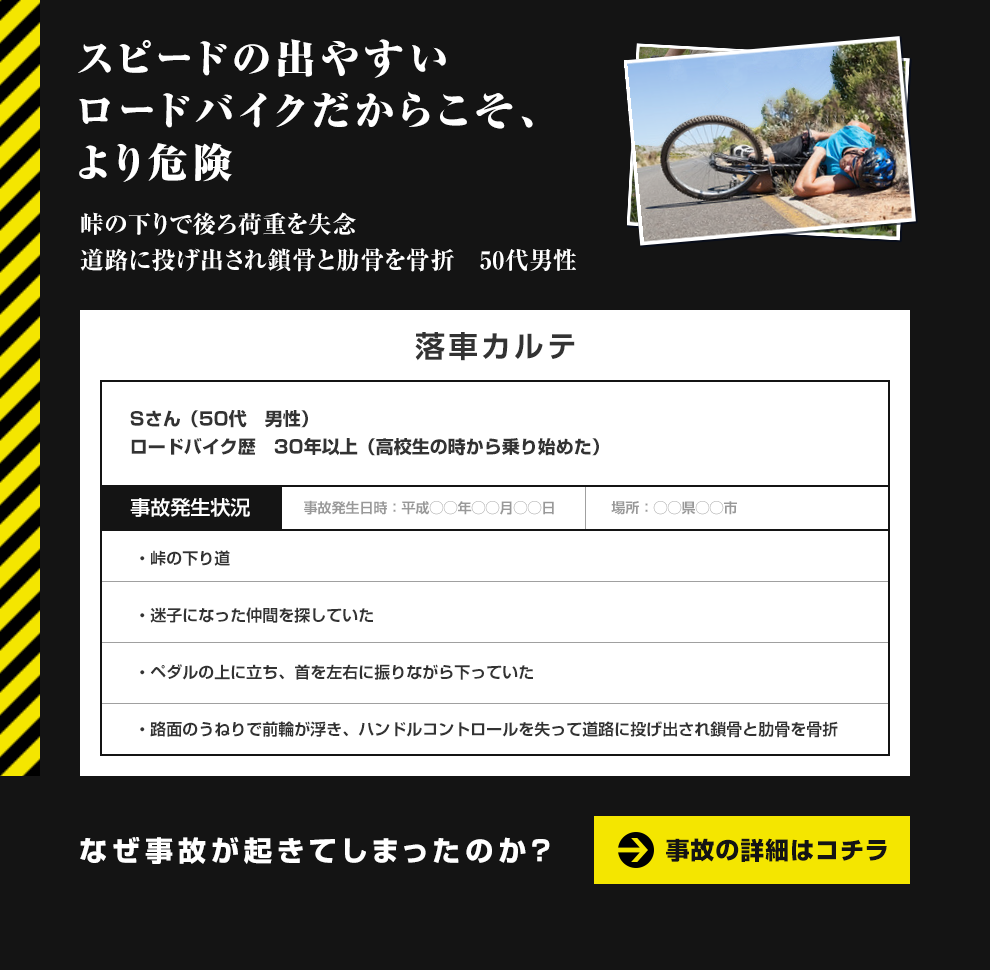 スピードの出やすい
ロードバイクだからこそ、
より危険
峠の下りで後ろ荷重を失念
道路に投げ出され鎖骨と肋骨を骨折　50代男性
落車カルテ
Sさん（50代　男性）
ロードバイク歴　30年以上（高校生の時から乗り始めた）
事故発生状況
事故発生日時：平成〇〇年〇〇月〇〇日
場所：〇〇県〇〇市
・峠の下り道
・迷子になった仲間を探していた
・ペダルの上に立ち、首を左右に振りながら下っていた
・路面のうねりで前輪が浮き、ハンドルコントロールを失って道路に投げ出され鎖骨と肋骨を骨折
なぜ事故が起きてしまったのか？
事故の詳細はコチラ